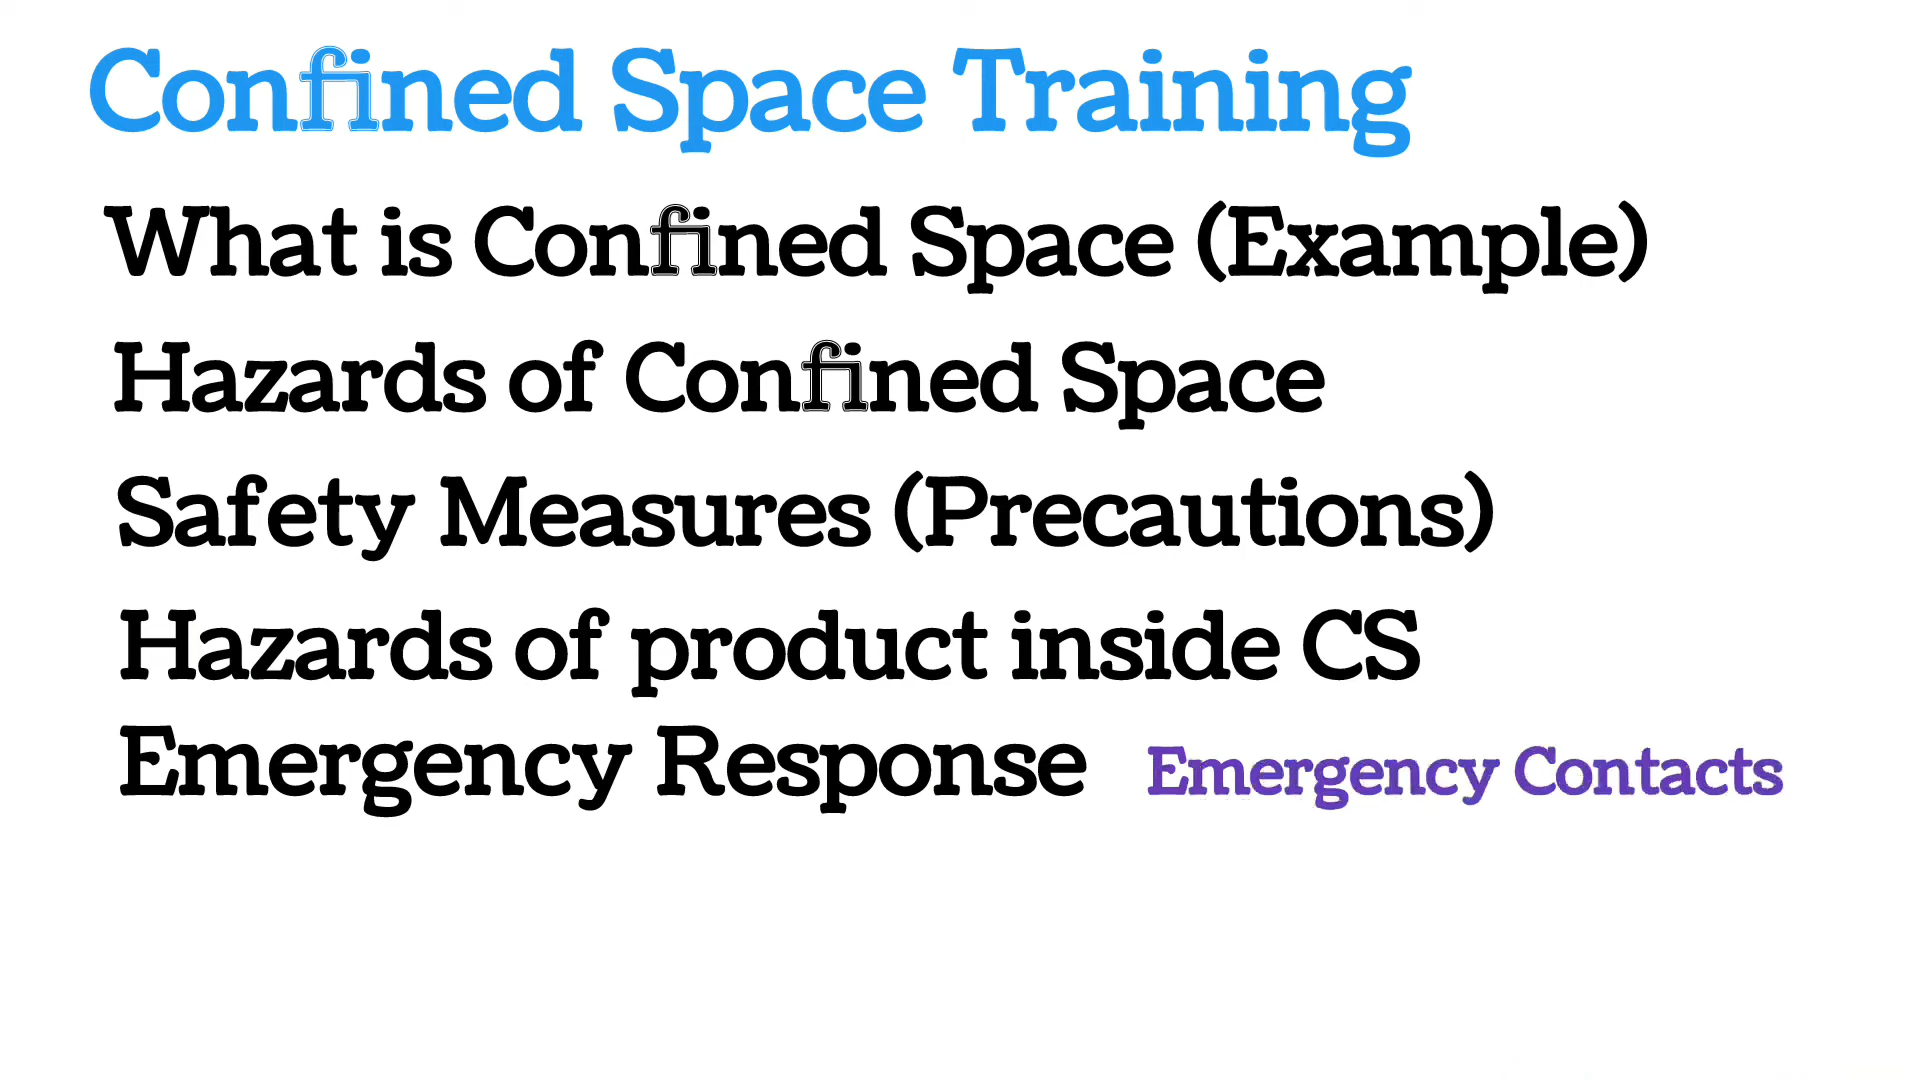 Confined Space Training
What is Confined Space (Example)
Hazards of Confined Space
Safety Measures (Precautions)
Hazards of product inside CS
Emergency Response Emergency Contacts